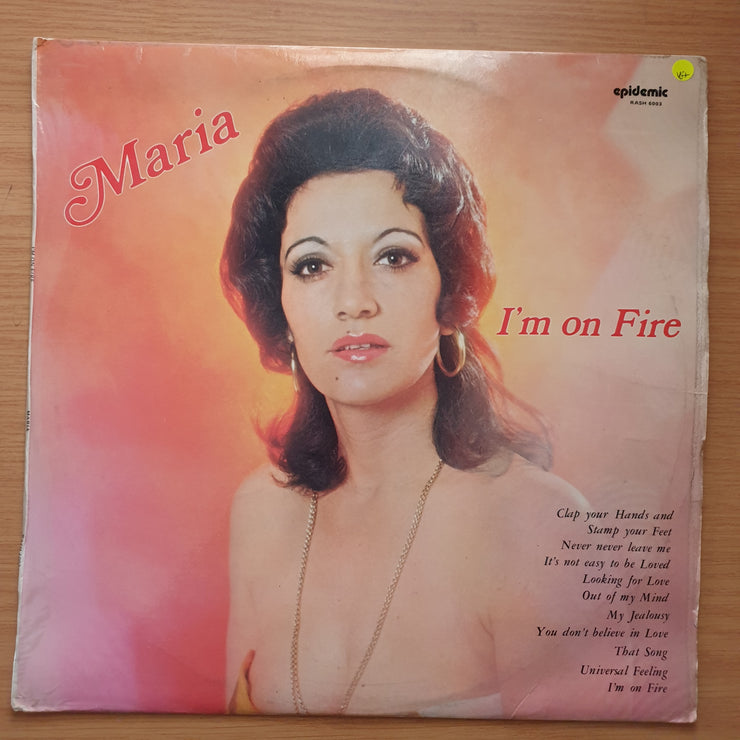 Maria
epidemic
RASH 6003
VG+
I'm on Fire
Clap your Hands and
Stamp your Feet
Never never leave me
It's not easy to be Loved
Looking for Love
Out of my Mind
My Jealousy
You don't believe in Love
That Song
Universal Feeling
I'm on Fire